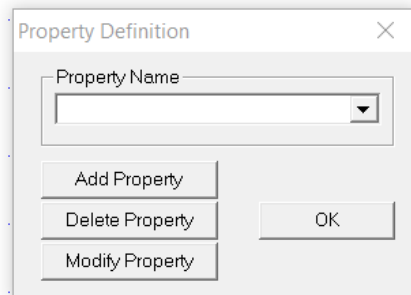 Property Definition
Property Name
Add Property
Delete Property
OK
Modify Property